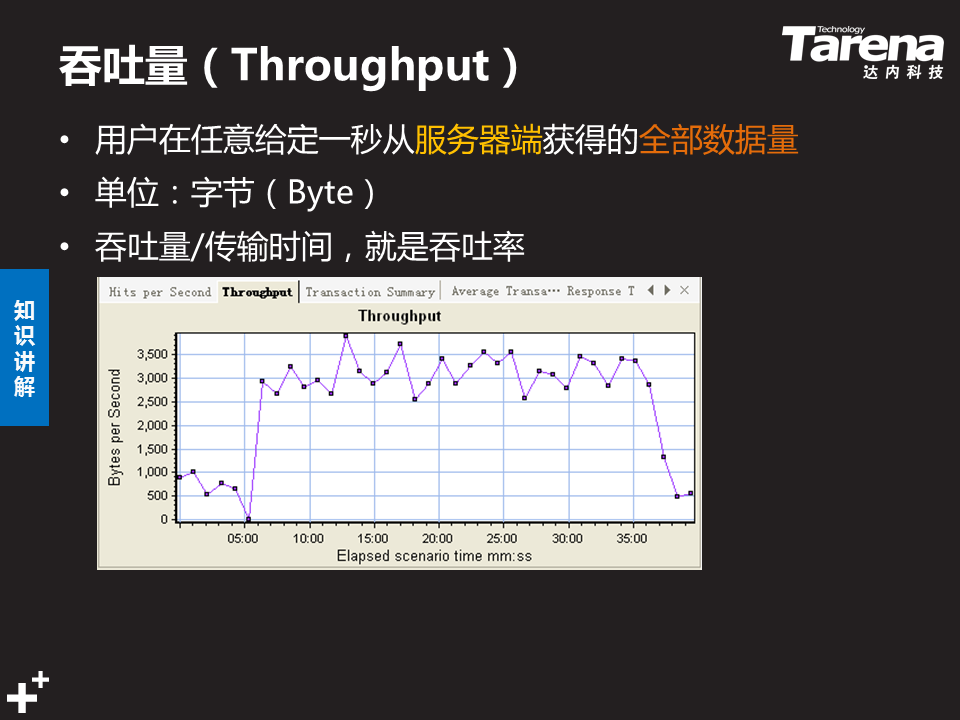 吞吐量（Throughput）
Technology
Tarena
达内科技
• 用户在任意给定一秒从服务器端获得的全部数据量
• 单位：字节（Byte）
• 吞吐量/传输时间，就是吞吐率
知
识
讲
解
Hits per Second Throughput Transaction Summary Average Transa… Response T
Throughput
Bytes per Second
3,500
3,000
2,500
2,000
1,500
1,000
500
0
05:00 10:00 15:00 20:00 25:00 30:00 35:00
Elapsed scenario time mm:ss